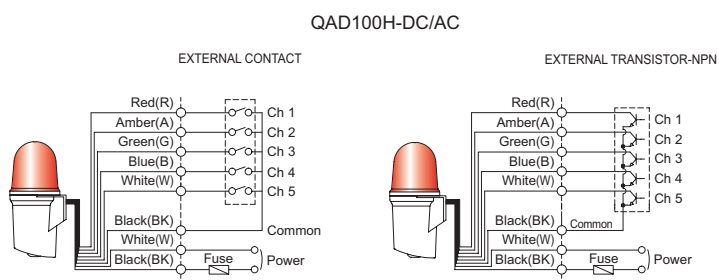 QAD100H-DC/AC
EXTERNAL CONTACT
Red(R)
Amber(A)
Green(G)
Blue(B)
White(W)
Black(BK)
White(W)
Black(BK)
Ch 1
Ch 2
Ch 3
Ch 4
Ch 5
Common
Fuse
Power
EXTERNAL TRANSISTOR-NPN
Red(R)
Amber(A)
Green(G)
Blue(B)
White(W)
Black(BK)
White(W)
Black(BK)
Ch 1
Ch 2
Ch 3
Ch 4
Ch 5
Common
Fuse
Power